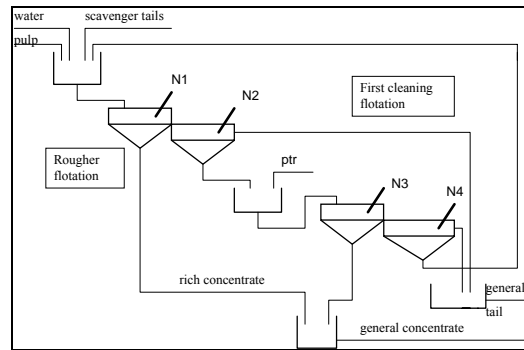 water
scavenger tails
pulp
N1
N2
First cleaning
flotation
Rougher
flotation
ptr
N3
N4
rich concentrate
general
tail
general concentrate